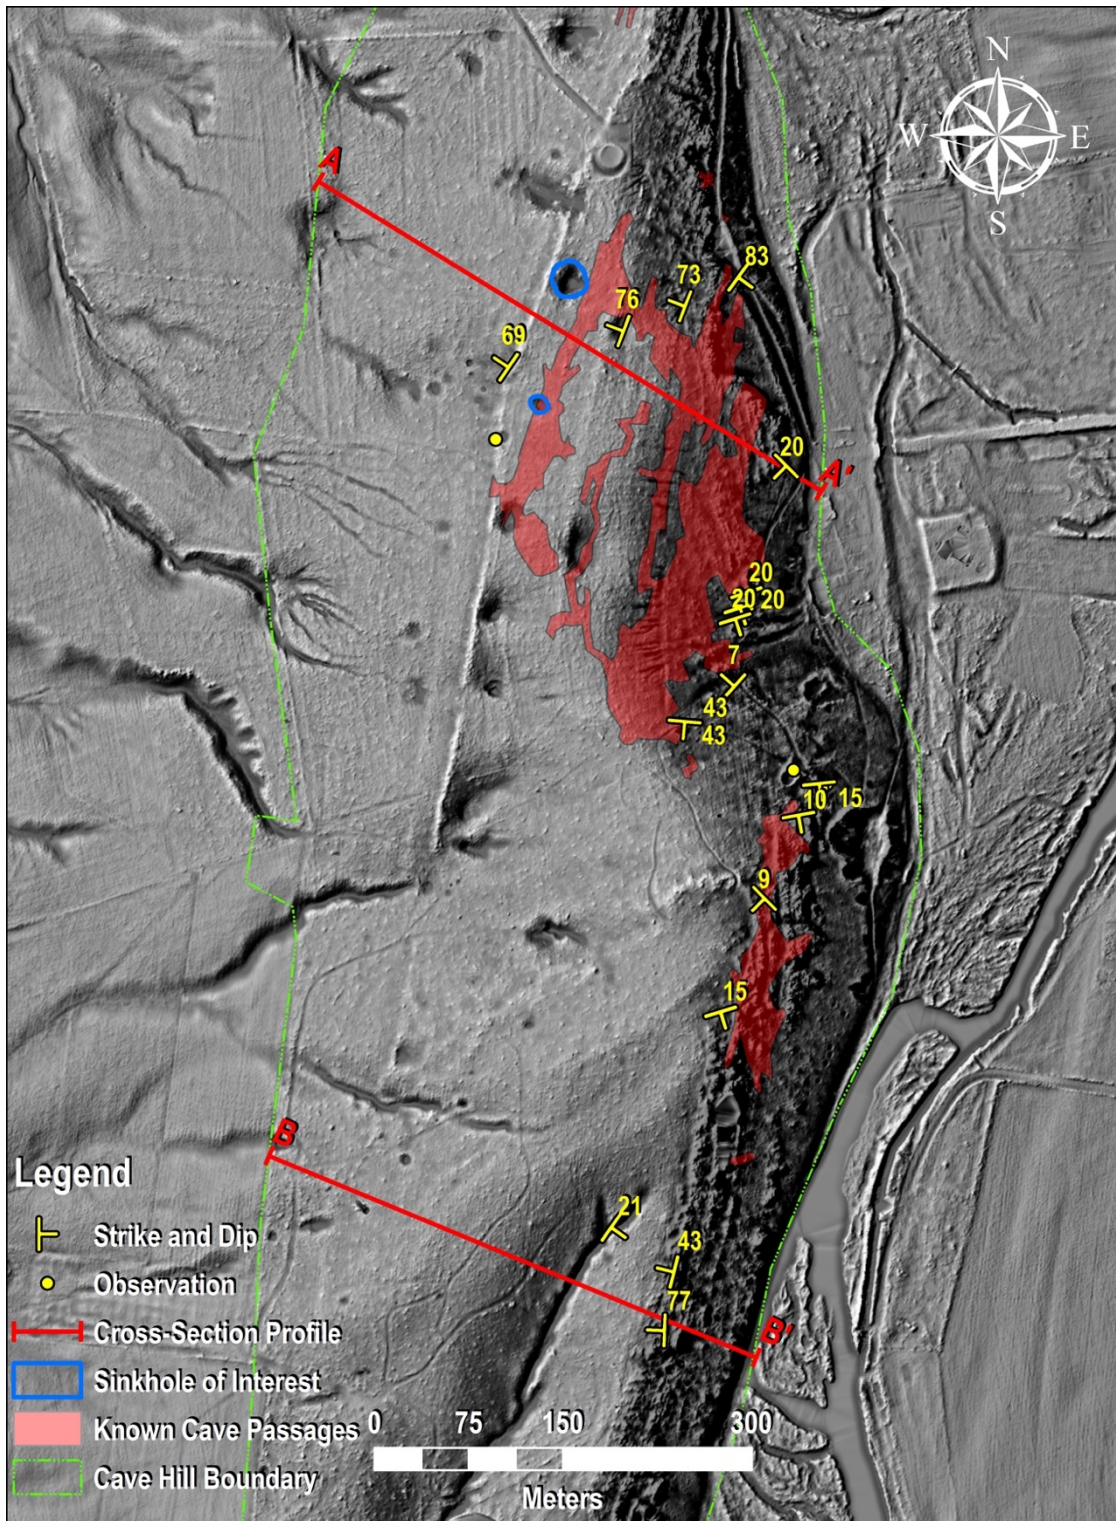 N
W E
S
A
83
73
76
69
20
A'
20
20 20
7
43
43
10 15
9
15
B
Legend
21
Strike and Dip
43
Observation
77
Cross-Section Profile
B'
Sinkhole of Interest
Known Cave Passages
0 75 150 300
Cave Hill Boundary
Meters